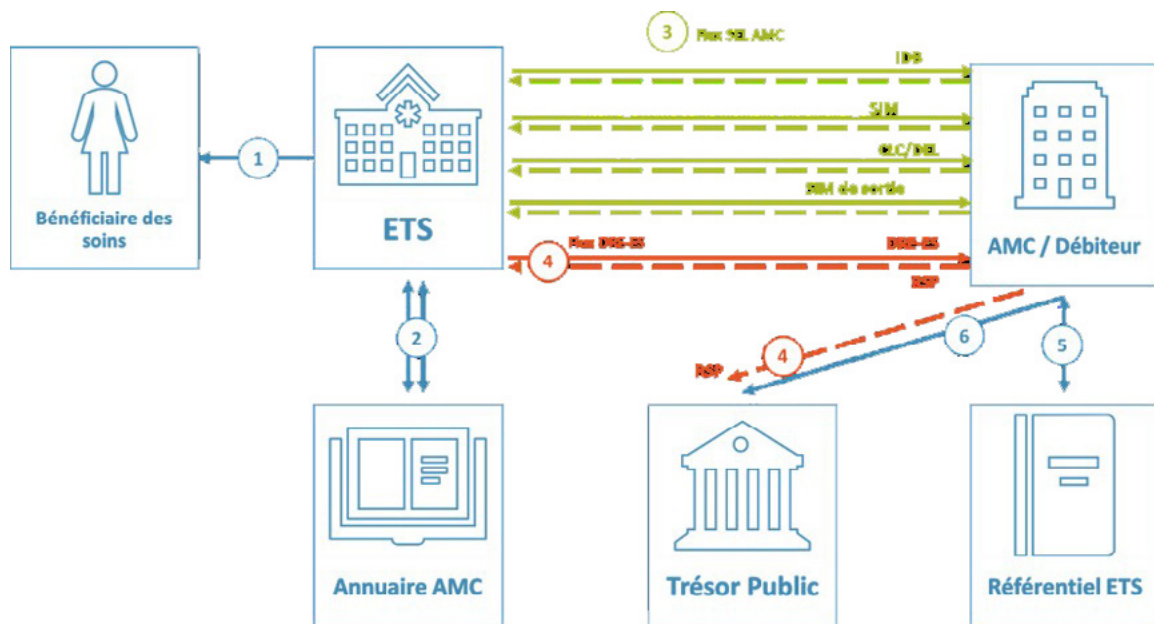 3 Flux SEL AMC
IDB
SIM
CLC/DEL
SIM de sortie
1
Bénéficiaire des
soins
ETS
AMC / Débiteur
4 Flux DRE-ES
DRE-ES
RSP
2
4
6
5
RSP
Annuaire AMC
Trésor Public
Référentiel ETS